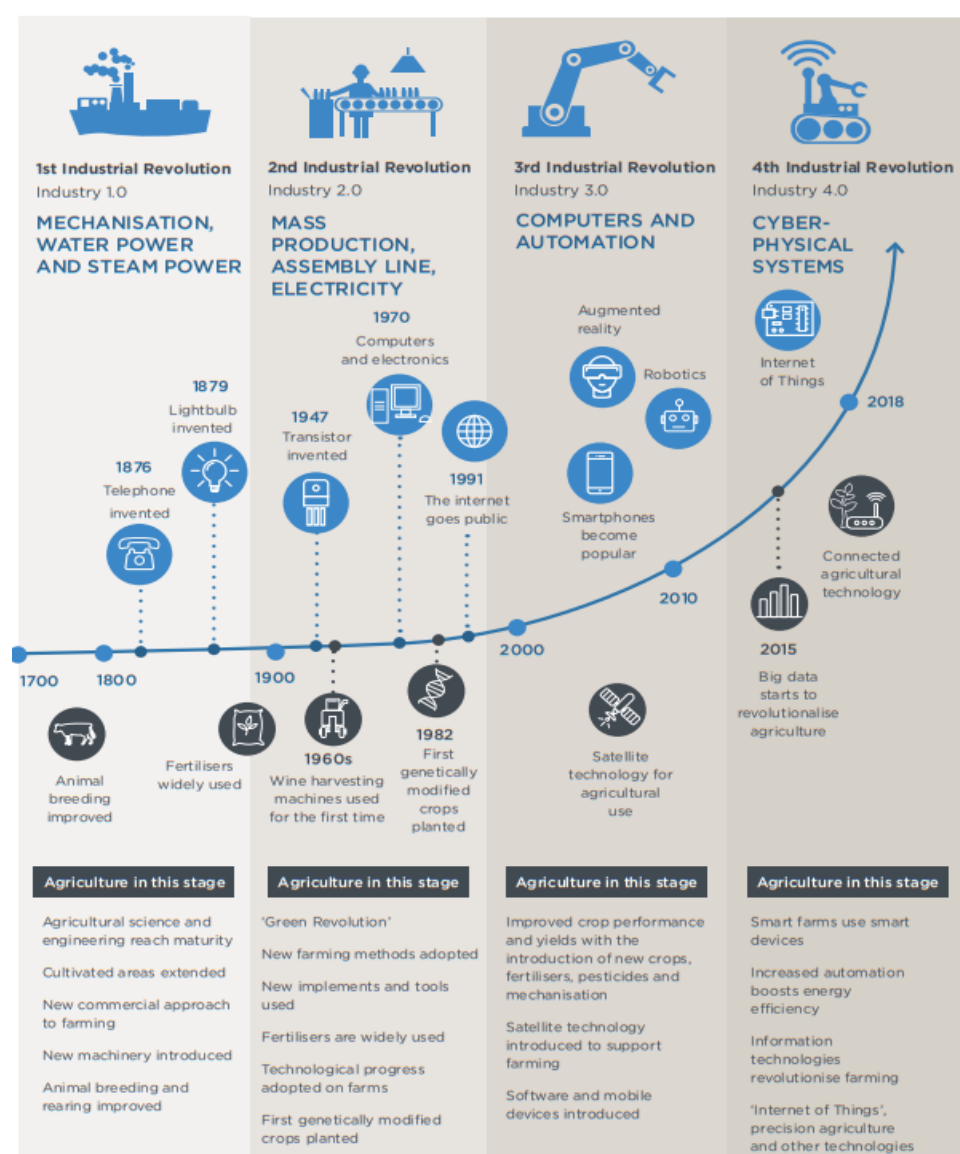 1st Industrial Revolution
Industry 1.0
MECHANISATION,
WATER POWER
AND STEAM POWER
2nd Industrial Revolution
Industry 2.0
MASS
PRODUCTION,
ASSEMBLY LINE,
ELECTRICITY
3rd Industrial Revolution
Industry 3.0
COMPUTERS AND
AUTOMATION
4th Industrial Revolution
Industry 4.0
CYBER-
PHYSICAL
SYSTEMS
1876
Telephone
invented
1879
Lightbulb
invented
1947
Transistor
invented
1970
Computers
and electronics
1991
The internet
goes public
Augmented
reality
Robotics
Smartphones
become
popular
Internet
of Things
2018
Connected
agricultural
technology
2010
2000
1700
1800
1900
Animal
breeding
improved
Fertilisers
widely used
1960s
Wine harvesting
machines used
for the first time
1982
First
genetically
modified
crops
planted
Satellite
technology for
agricultural
use
2015
Big data
starts to
revolutionalise
agriculture
Agriculture in this stage
Agricultural science and
engineering reach maturity
Cultivated areas extended
New commercial approach
to farming
New machinery introduced
Animal breeding and
rearing improved
Agriculture in this stage
'Green Revolution'
New farming methods adopted
New implements and tools
used
Fertilisers are widely used
Technological progress
adopted on farms
First genetically modified
crops planted
Agriculture in this stage
Improved crop performance
and yields with the
introduction of new crops,
fertilisers, pesticides and
mechanisation
Satellite technology
introduced to support
farming
Software and mobile
devices introduced
Agriculture in this stage
Smart farms use smart
devices
Increased automation
boosts energy
efficiency
Information
technologies
revolutionise farming
'Internet of Things',
precision agriculture
and other technologies